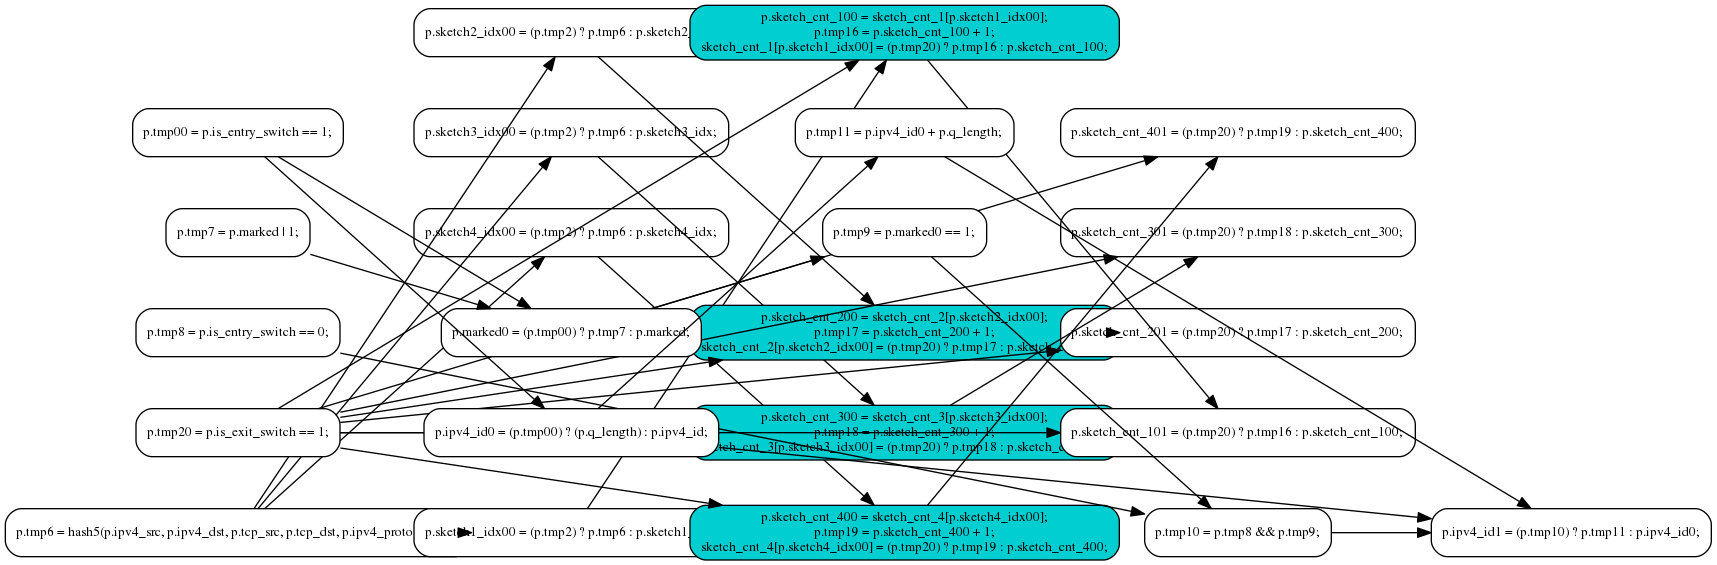 p.tmp00 = p.is_entry_switch == 1;
p.tmp7 = p.marked | 1;
p.tmp8 = p.is_entry_switch == 0;
p.tmp20 = p.is_exit_switch == 1;
p.tmp6 = hash5(p.ipv4_src, p.ipv4_dst, p.tcp_src, p.tcp_dst, p.ipv4_proto
p.sketch2_idx00 = (p.tmp2) ? p.tmp6 : p.sketch2_
p.sketch3_idx00 = (p.tmp2) ? p.tmp6 : p.sketch3_idx;
p.sketch4_idx00 = (p.tmp2) ? p.tmp6 : p.sketch4_idx;
p.marked0 = (p.tmp00) ? p.tmp7 : p.marked;
p.ipv4_id0 = (p.tmp00) ? (p.q_length) : p.ipv4_id;
p.sketch1_idx00 = (p.tmp2) ? p.tmp6 : p.sketch1_
p.sketch_cnt_100 = sketch_cnt_1[p.sketch1_idx00];
p.tmp16 = p.sketch_cnt_100 + 1;
sketch_cnt_1[p.sketch1_idx00] = (p.tmp20) ? p.tmp16 : p.sketch_cnt_100;
p.tmp11 = p.ipv4_id0 + p.q_length;
p.tmp9 = p.marked0 == 1;
p.sketch_cnt_200 = sketch_cnt_2[p.sketch2_idx00];
p.tmp17 = p.sketch_cnt_200 + 1;
sketch_cnt_2[p.sketch2_idx00] = (p.tmp20) ? p.tmp17 : p.sketch_
p.sketch_cnt_300 = sketch_cnt_3[p.sketch3_idx00];
p.tmp18 = p.sketch_cnt_300 + 1;
cnt_3[p.sketch3_idx00] = (p.tmp20) ? p.tmp18 : p.sketch_
p.sketch_cnt_400 = sketch_cnt_4[p.sketch4_idx00];
p.tmp19 = p.sketch_cnt_400 + 1;
sketch_cnt_4[p.sketch4_idx00] = (p.tmp20) ? p.tmp19 : p.sketch_cnt_400;
p.sketch_cnt_401 = (p.tmp20) ? p.tmp19 : p.sketch_cnt_400;
p.sketch_cnt_301 = (p.tmp20) ? p.tmp18 : p.sketch_cnt_300;
p.sketch_cnt_201 = (p.tmp20) ? p.tmp17 : p.sketch_cnt_200;
p.sketch_cnt_101 = (p.tmp20) ? p.tmp16 : p.sketch_cnt_100;
p.tmp10 = p.tmp8 && p.tmp9;
p.ipv4_id1 = (p.tmp10) ? p.tmp11 : p.ipv4_id0;